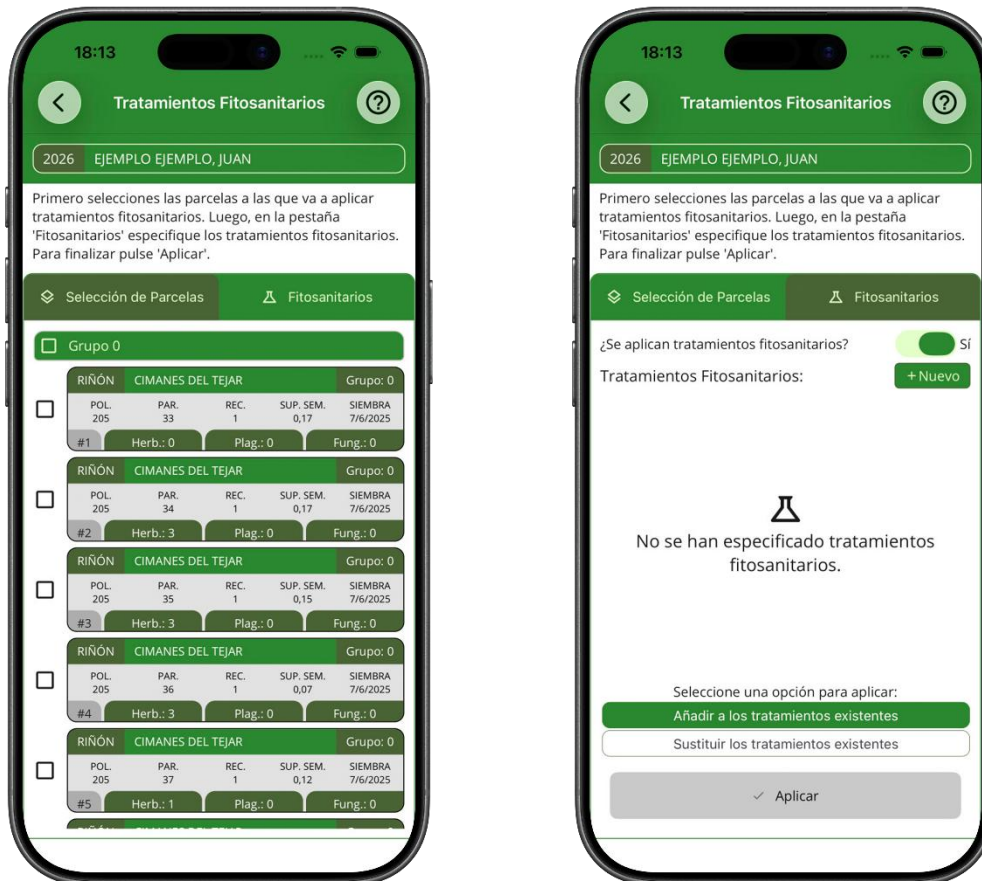 18:13
Tratamientos Fitosanitarios
2026 EJEMPLO EJEMPLO, JUAN
Primero selecciones las parcelas a las que va a aplicar
tratamientos fitosanitarios. Luego, en la pestaña
'Fitosanitarios' especifique los tratamientos fitosanitarios.
Para finalizar pulse 'Aplicar'.
Selección de Parcelas Fitosanitarios
Grupo 0
RIÑÓN CIMANES DEL TEJAR Grupo: 0
POL. PAR. REC. SUP. SEM. SIEMBRA
205 33 1 0,17 7/6/2025
#1 Herb.: 0 Plag.: 0 Fung.: 0
RIÑÓN CIMANES DEL TEJAR Grupo: 0
POL. PAR. REC. SUP. SEM. SIEMBRA
205 34 1 0,17 7/6/2025
#2 Herb.: 3 Plag.: 0 Fung.: 0
RIÑÓN CIMANES DEL TEJAR Grupo: 0
POL. PAR. REC. SUP. SEM. SIEMBRA
205 35 1 0,15 7/6/2025
#3 Herb.: 3 Plag.: 0 Fung.: 0
RIÑÓN CIMANES DEL TEJAR Grupo: 0
POL. PAR. REC. SUP. SEM. SIEMBRA
205 36 1 0,07 7/6/2025
#4 Herb.: 3 Plag.: 0 Fung.: 0
RIÑÓN CIMANES DEL TEJAR Grupo: 0
POL. PAR. REC. SUP. SEM. SIEMBRA
205 37 1 0,12 7/6/2025
#5 Herb.: 1 Plag.: 0 Fung.: 0
18:13
Tratamientos Fitosanitarios
2026 EJEMPLO EJEMPLO, JUAN
Primero selecciones las parcelas a las que va a aplicar
tratamientos fitosanitarios. Luego, en la pestaña
'Fitosanitarios' especifique los tratamientos fitosanitarios.
Para finalizar pulse 'Aplicar'.
Selección de Parcelas Fitosanitarios
¿Se aplican tratamientos fitosanitarios? Sí
Tratamientos Fitosanitarios: +Nuevo
No se han especificado tratamientos
fitosanitarios.
Seleccione una opción para aplicar:
Añadir a los tratamientos existentes
Sustituir los tratamientos existentes
Aplicar